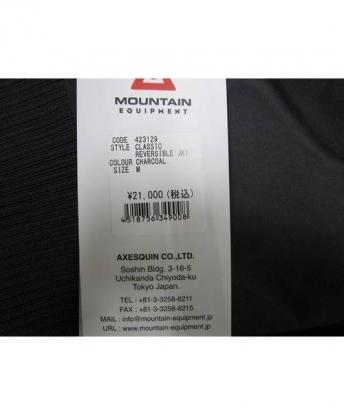 MOUNTAIN
EQUIPMENT
CODE 423129
STYLE CLASSIC
REVERSIBLE JKT
COLOUR CHARCOAL
SIZE M
¥21,000(税込)
4518756349008
AXESQUIN CO.,LTD.
Soshin Bldg. 3-16-5
Uchikanda Chiyoda-ku
Tokyo Japan.
TEL : +81-3-3258-6211
FAX : +81-3-3258-6215
MAIL : info@mountain-equipment.jp
URL : www.mountain-equipment.jp